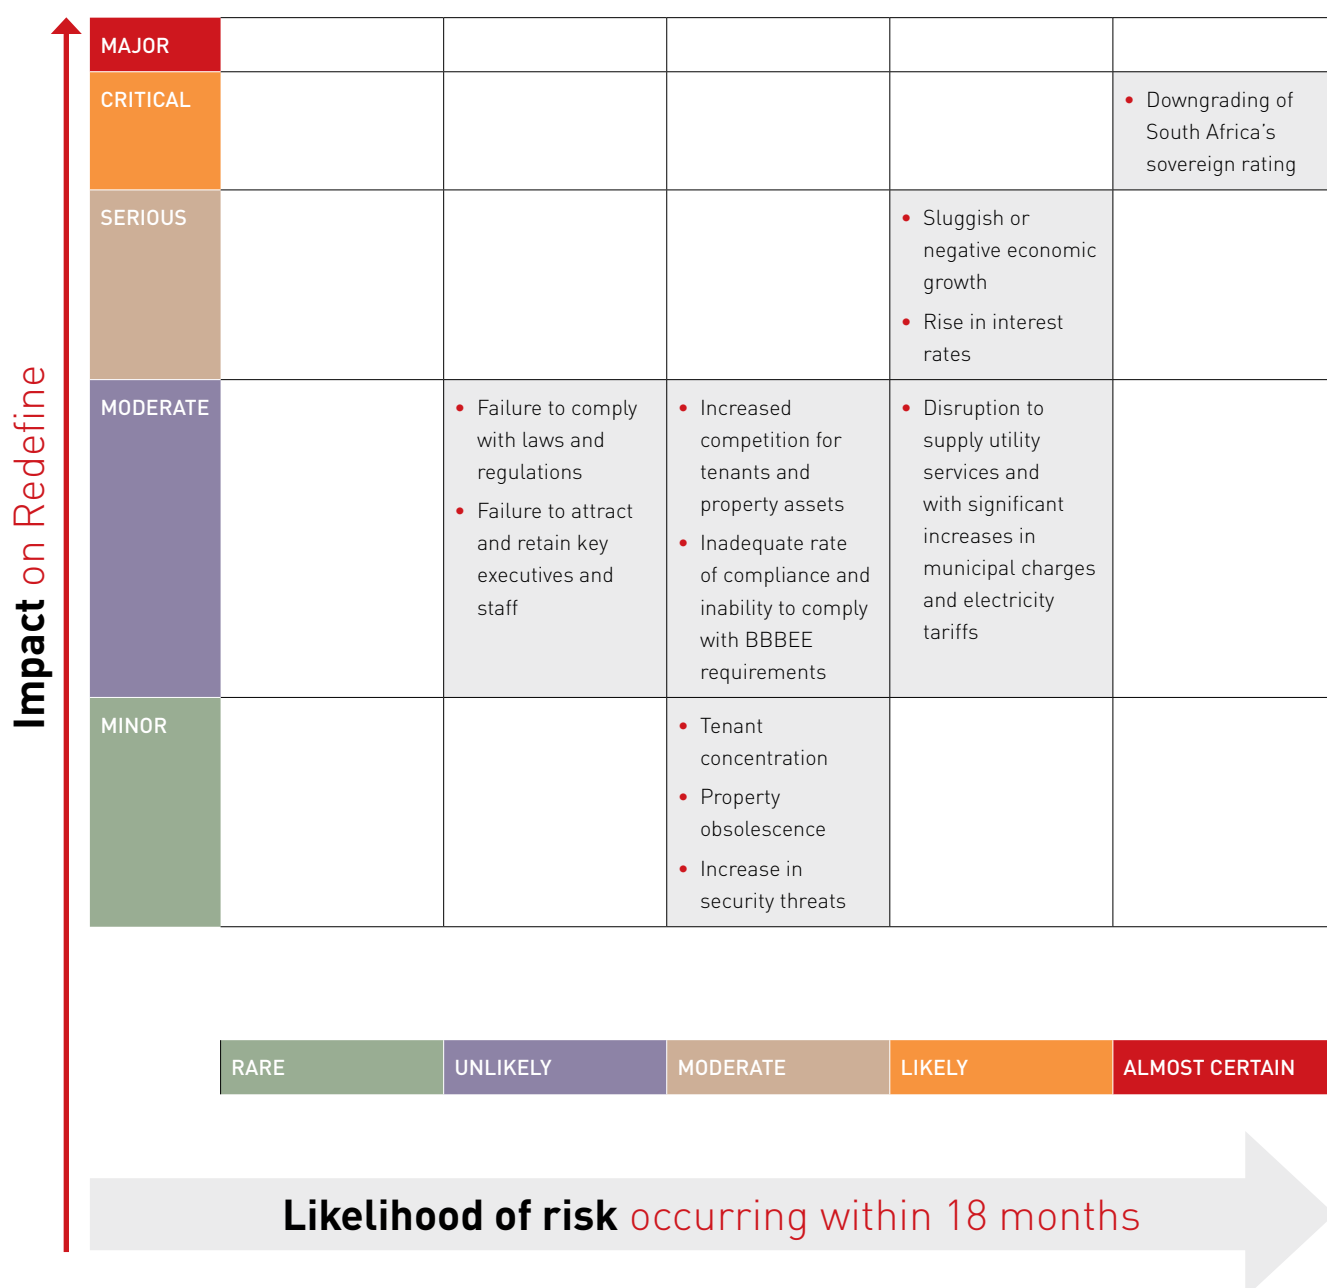 Impact on Redefine
MAJOR
CRITICAL
• Downgrading of
South Africa's
sovereign rating
SERIOUS
• Sluggish or
negative economic
growth
• Rise in interest
rates
MODERATE
• Failure to comply
with laws and
regulations
• Failure to attract
and retain key
executives and
staff
• Increased
competition for
tenants and
property assets
• Inadequate rate
of compliance and
inability to comply
with BBBEE
requirements
• Disruption to
supply utility
services and
with significant
increases in
municipal charges
and electricity
tariffs
MINOR
• Tenant
concentration
• Property
obsolescence
• Increase in
security threats
RARE
UNLIKELY
MODERATE
LIKELY
ALMOST CERTAIN
Likelihood of risk occurring within 18 months